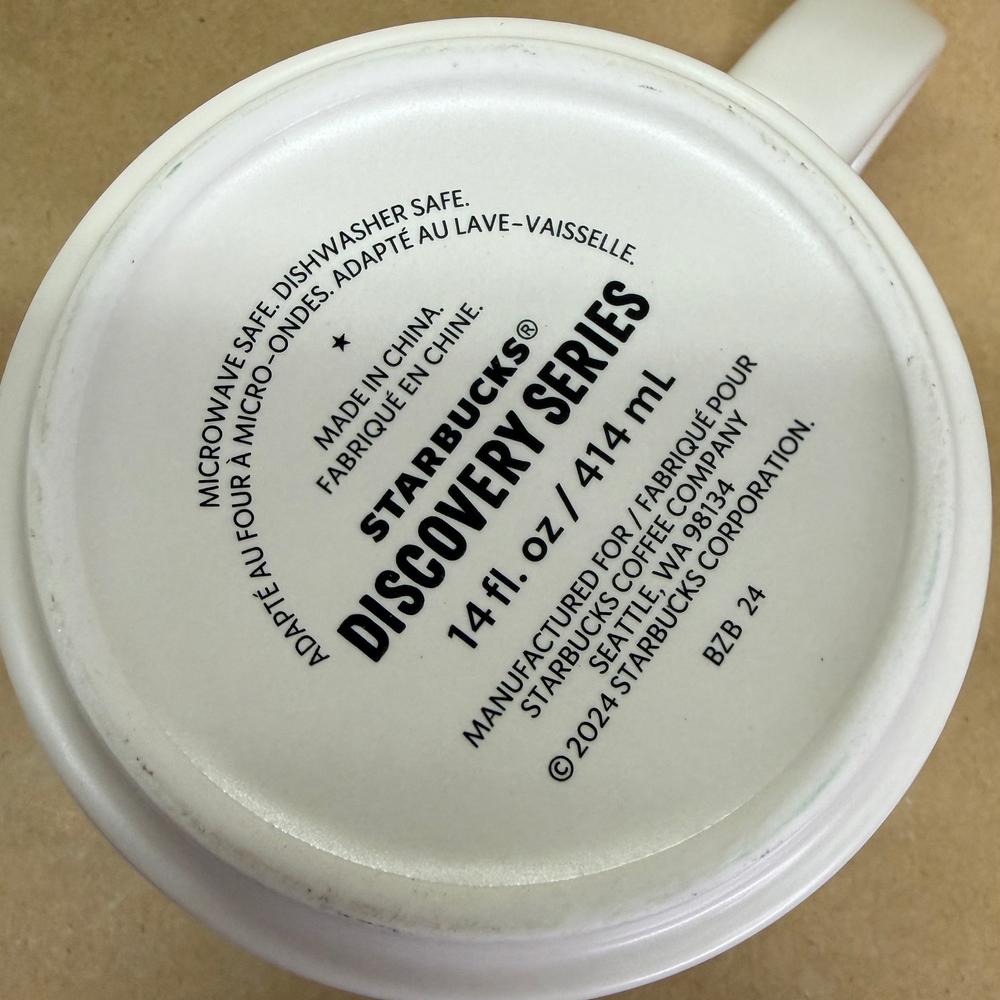 MICROWAVE SAFE. DISHWASHER SAFE.
ADAPTÉ AU FOUR À MICRO-ONDES. ADAPTÉ AU LAVE-VAISSELLE.
MADE IN CHINA.
FABRIQUÉ EN CHINE.
STARBUCKS®
DISCOVERY SERIES
14 fl. oz / 414 mL
MANUFACTURED FOR / FABRIQUÉ POUR
STARBUCKS COFFEE COMPANY
SEATTLE, WA 98134
© 2024 STARBUCKS CORPORATION.
BZB 24